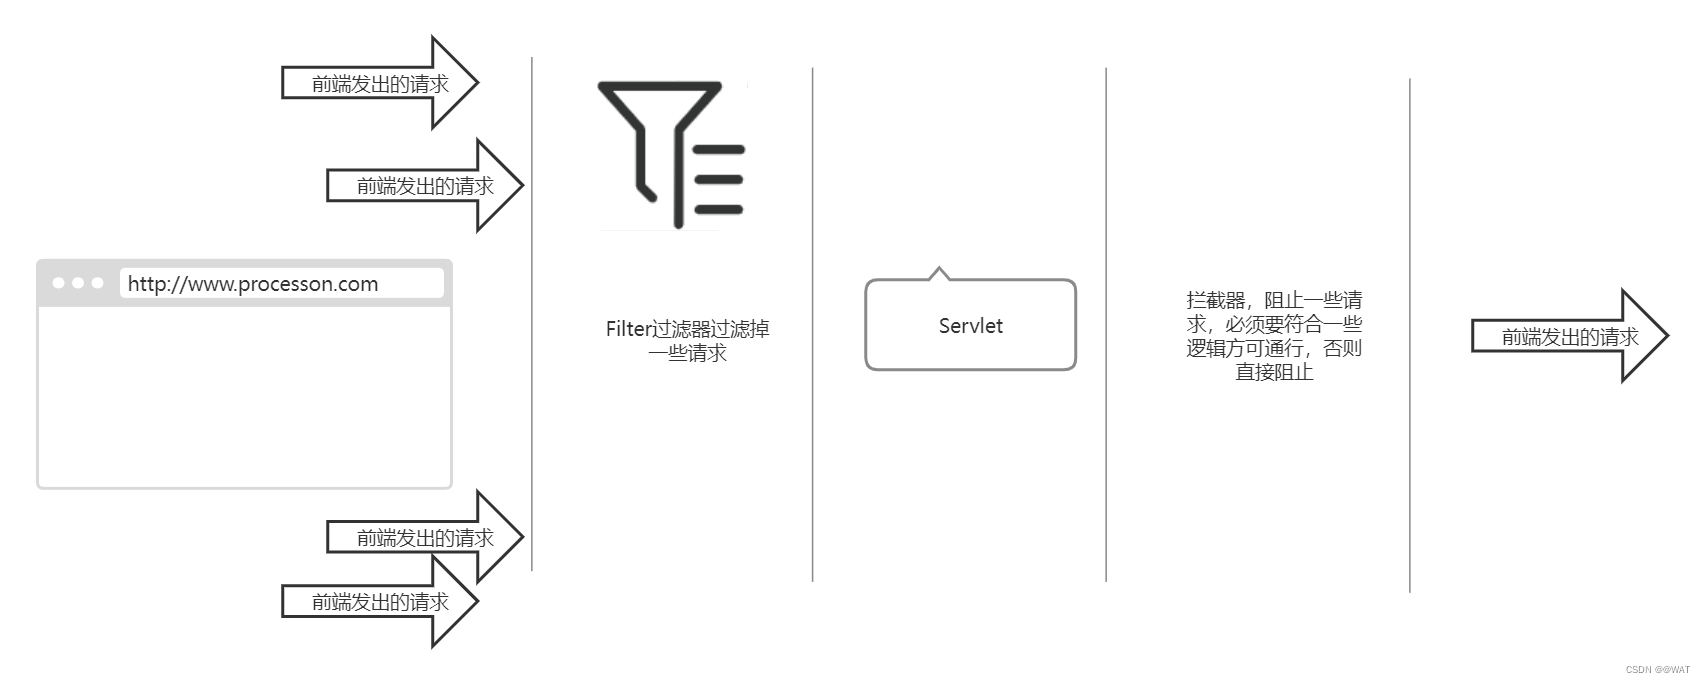 前端发出的请求
前端发出的请求
http://www.processon.com
Filter过滤器过滤掉
一些请求
Servlet
拦截器，阻止一些请
求，必须要符合一些
逻辑方可通行，否则
直接阻止
前端发出的请求
前端发出的请求
前端发出的请求
CSDN @@WAT